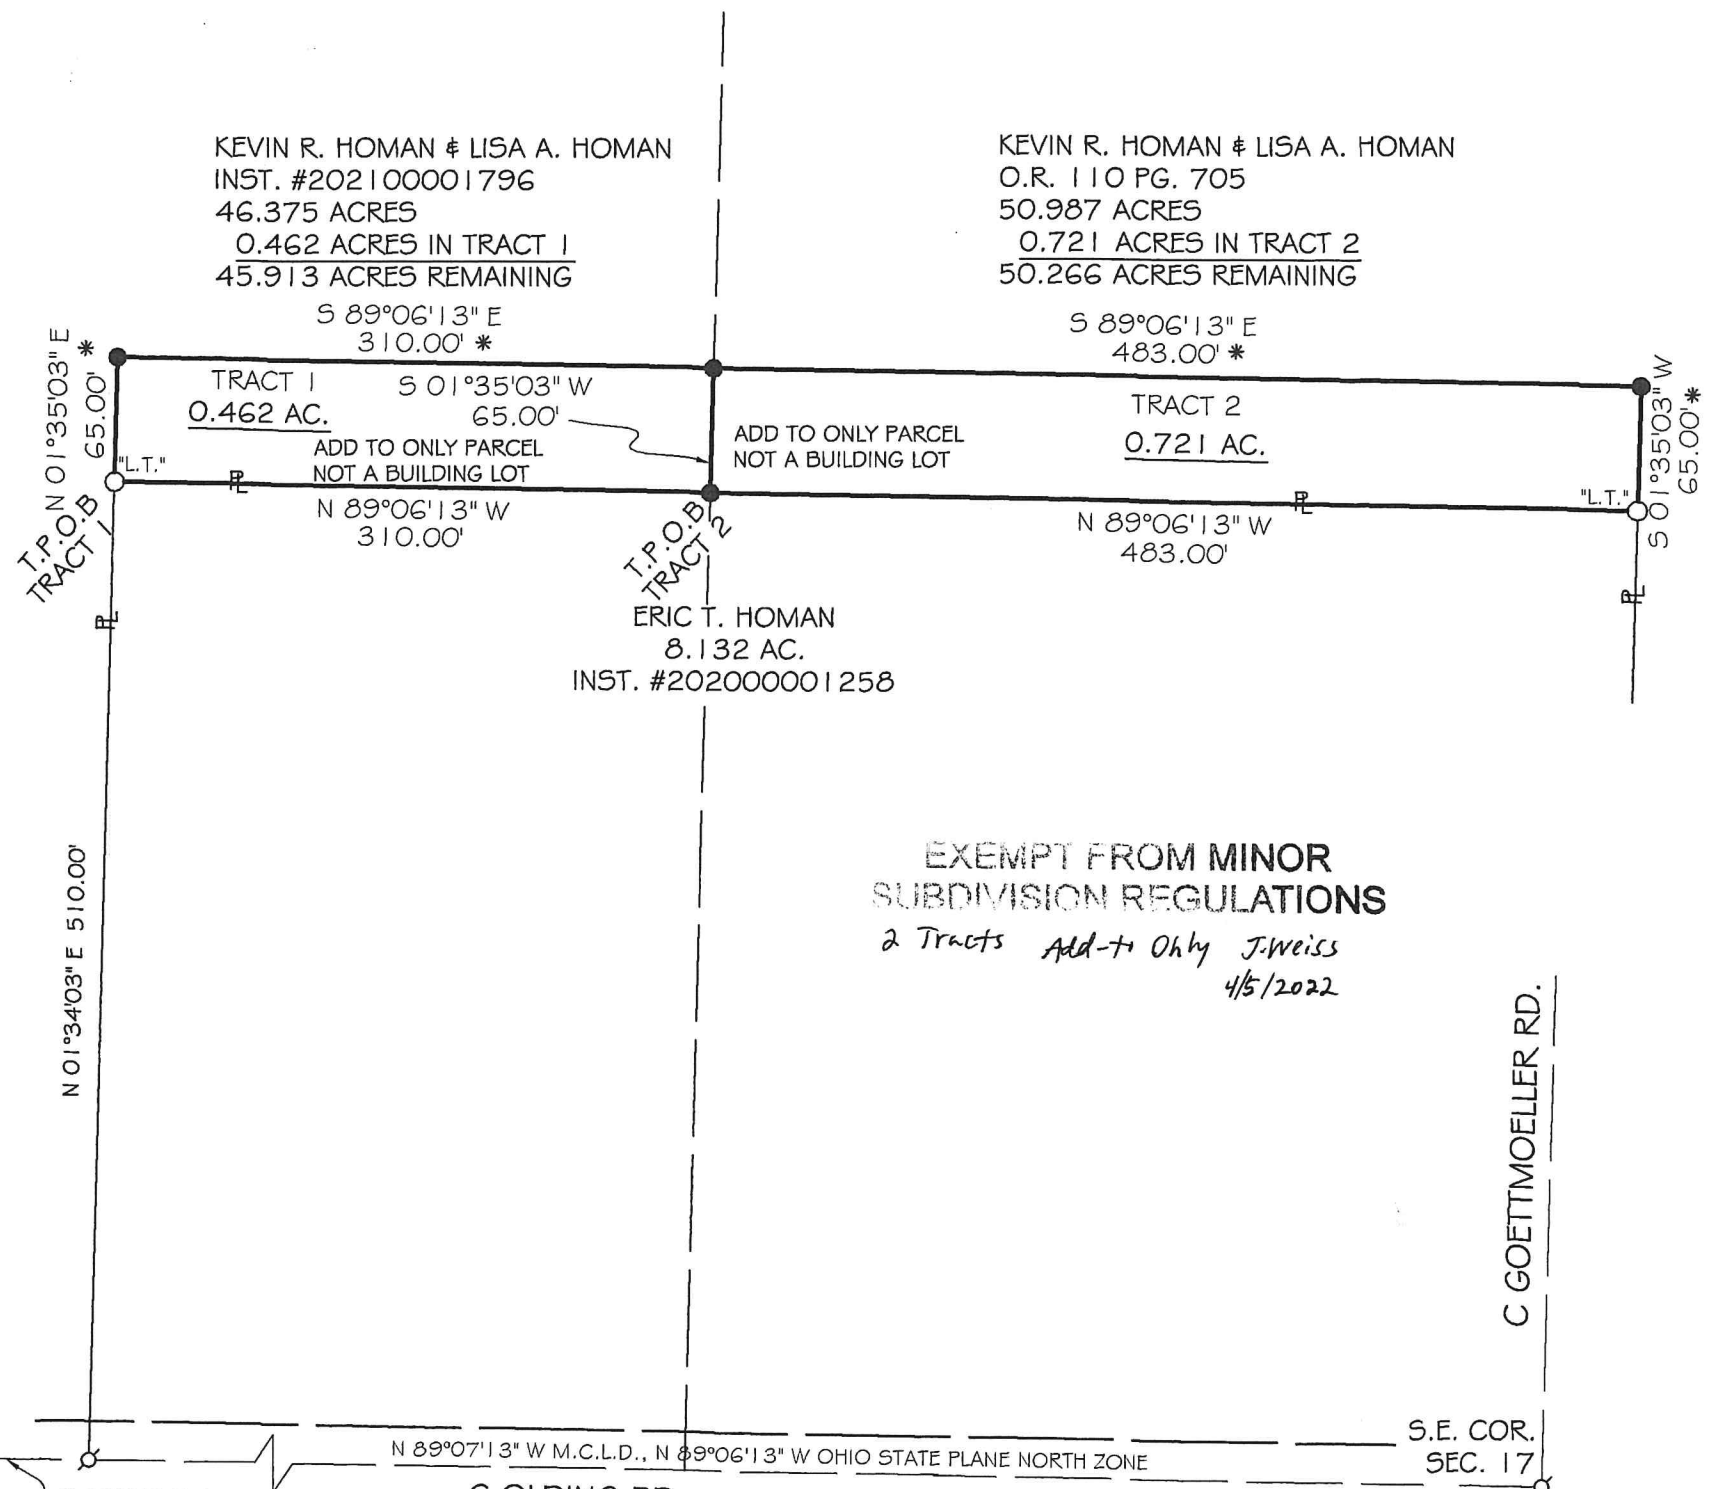 KEVIN R. HOMAN & LISA A. HOMAN
INST. #202100001796
46.375 ACRES
0.462 ACRES IN TRACT 1
45.913 ACRES REMAINING
S 89°06'13" E
310.00' *
KEVIN R. HOMAN & LISA A. HOMAN
O.R. 110 PG. 705
50.987 ACRES
0.721 ACRES IN TRACT 2
50.266 ACRES REMAINING
S 89°06'13" E
483.00' *
N 01°35'03" E
65.00' *
TRACT 1
0.462 AC.
S 01°35'03" W
65.00'
ADD TO ONLY PARCEL
NOT A BUILDING LOT
"L.T."
PL
N 89°06'13" W
310.00'
T.P.O.B
TRACT 1
ADD TO ONLY PARCEL
NOT A BUILDING LOT
TRACT 2
0.721 AC.
"L.T."
PL
S 01°35'03" W
65.00' *
N 89°06'13" W
483.00'
T.P.O.B
TRACT 2
PL
PL
ERIC T. HOMAN
8.132 AC.
INST. #202000001258
EXEMPT FROM MINOR
SUBDIVISION REGULATIONS
2 Tracts Add-to Only J.Weiss
4/5/2022
N 01°34'03" E 510.00'
C GOETTMOELLER RD.
S.E. COR.
SEC. 17
N 89°07'13" W M.C.L.D., N 89°06'13" W OHIO STATE PLANE NORTH ZONE